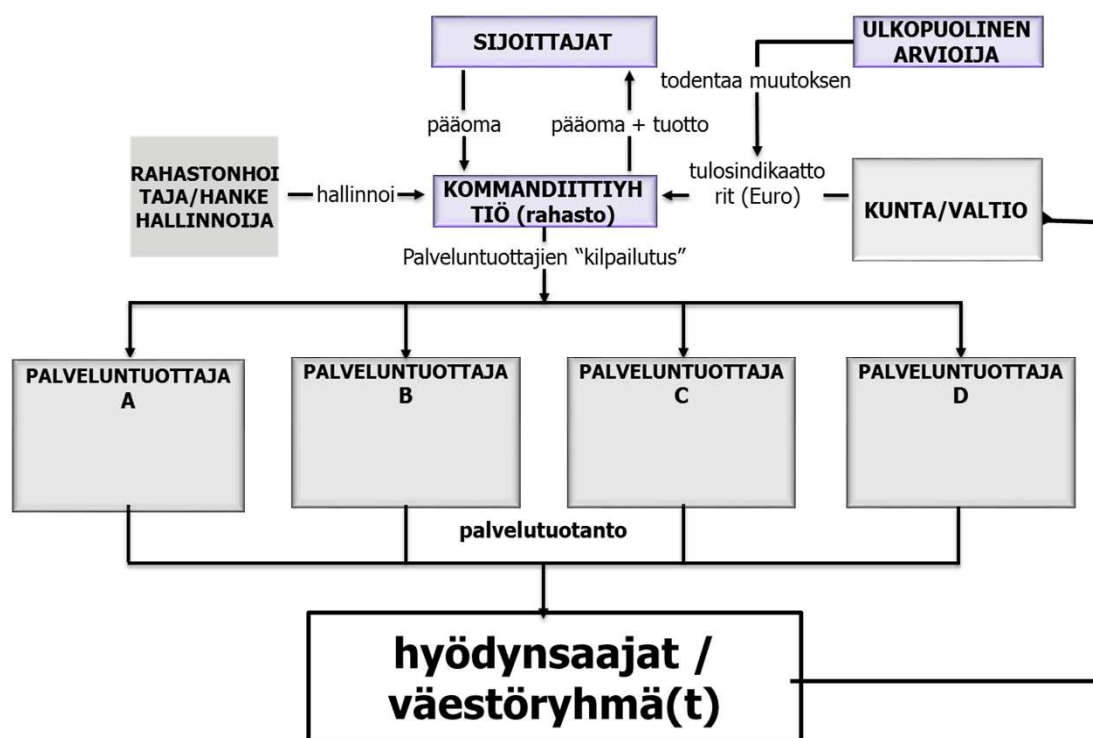 SIJOITTAJAT
ULKOPUOLINEN
ARVIOIJA
todentaa muutoksen
pääoma
pääoma + tuotto
RAHASTONHOI
TAJA/HANKE
HALLINNOIJA
hallinnoi
KOMMANDIITTIYH
TIÖ (rahasto)
tulosindikaatto
rit (Euro)
KUNTA/VALTIO
Palveluntuottajien “kilpailutus”
PALVELUNTUOTTAJA
A
PALVELUNTUOTTAJA
B
PALVELUNTUOTTAJA
C
PALVELUNTUOTTAJA
D
palvelutuotanto
hyödynsaajat /
väestöryhmä(t)